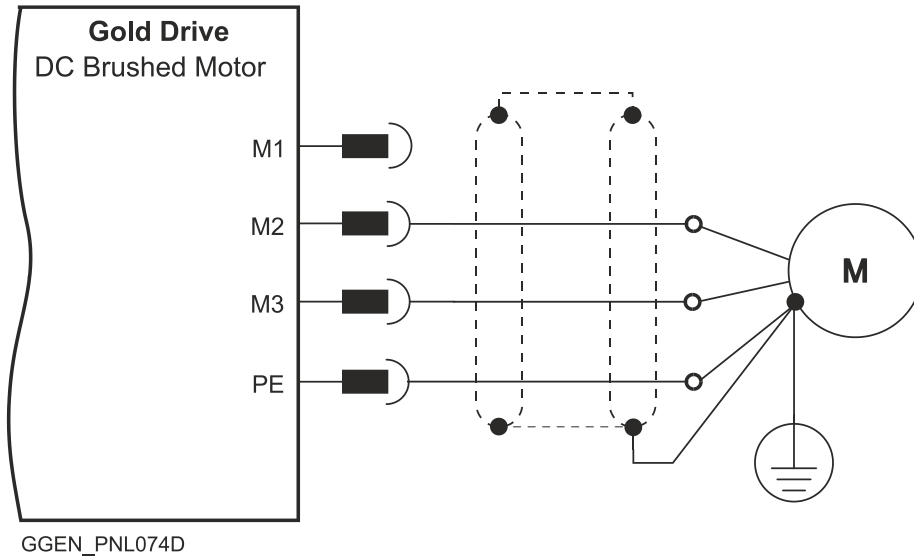 Gold Drive
DC Brushed Motor
M1
M2
M3
PE
M
GGEN_PNL074D